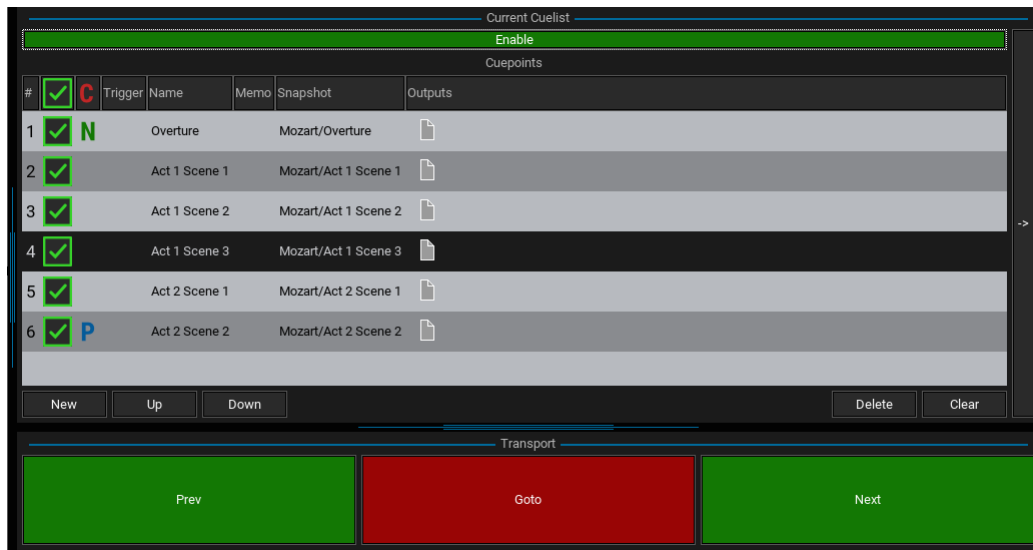 Current Cuelist
Enable
Cuepoints
# C Trigger Name Memo Snapshot Outputs
1 N Overture Mozart/Overture
2 Act 1 Scene 1 Mozart/Act 1 Scene 1
3 Act 1 Scene 2 Mozart/Act 1 Scene 2
4 Act 1 Scene 3 Mozart/Act 1 Scene 3
5 Act 2 Scene 1 Mozart/Act 2 Scene 1
6 P Act 2 Scene 2 Mozart/Act 2 Scene 2
->
New Up Down Delete Clear
Transport
Prev Goto Next